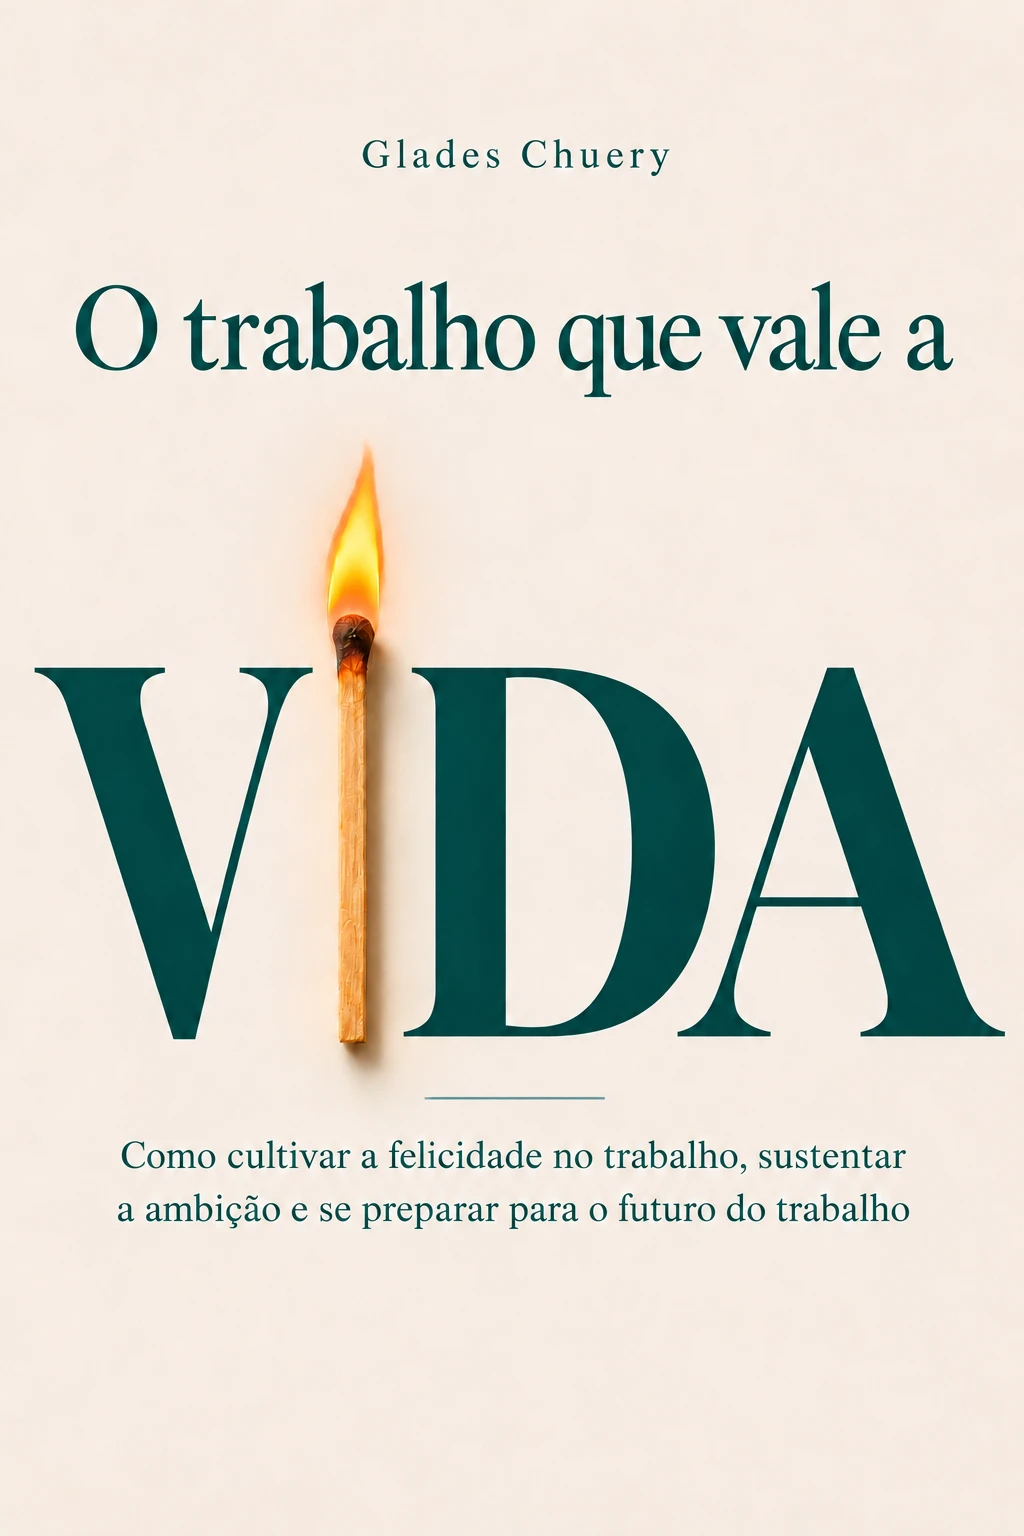 Glades Chuery
O trabalho que vale a
VIDA
Como cultivar a felicidade no trabalho, sustentar
a ambição e se preparar para o futuro do trabalho